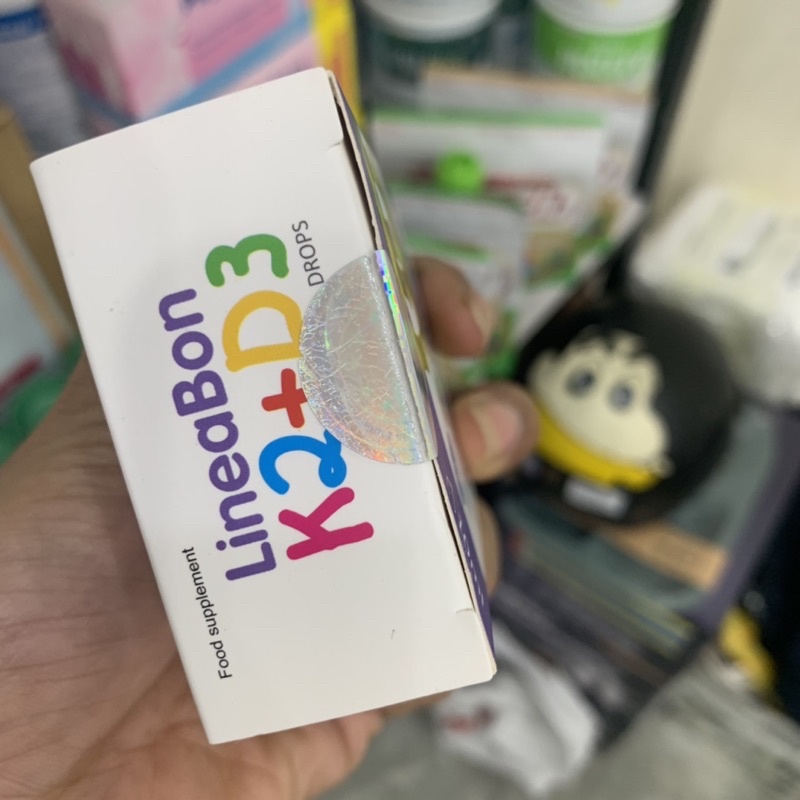 Food supplement
LineaBon
K2+D3
DROPS